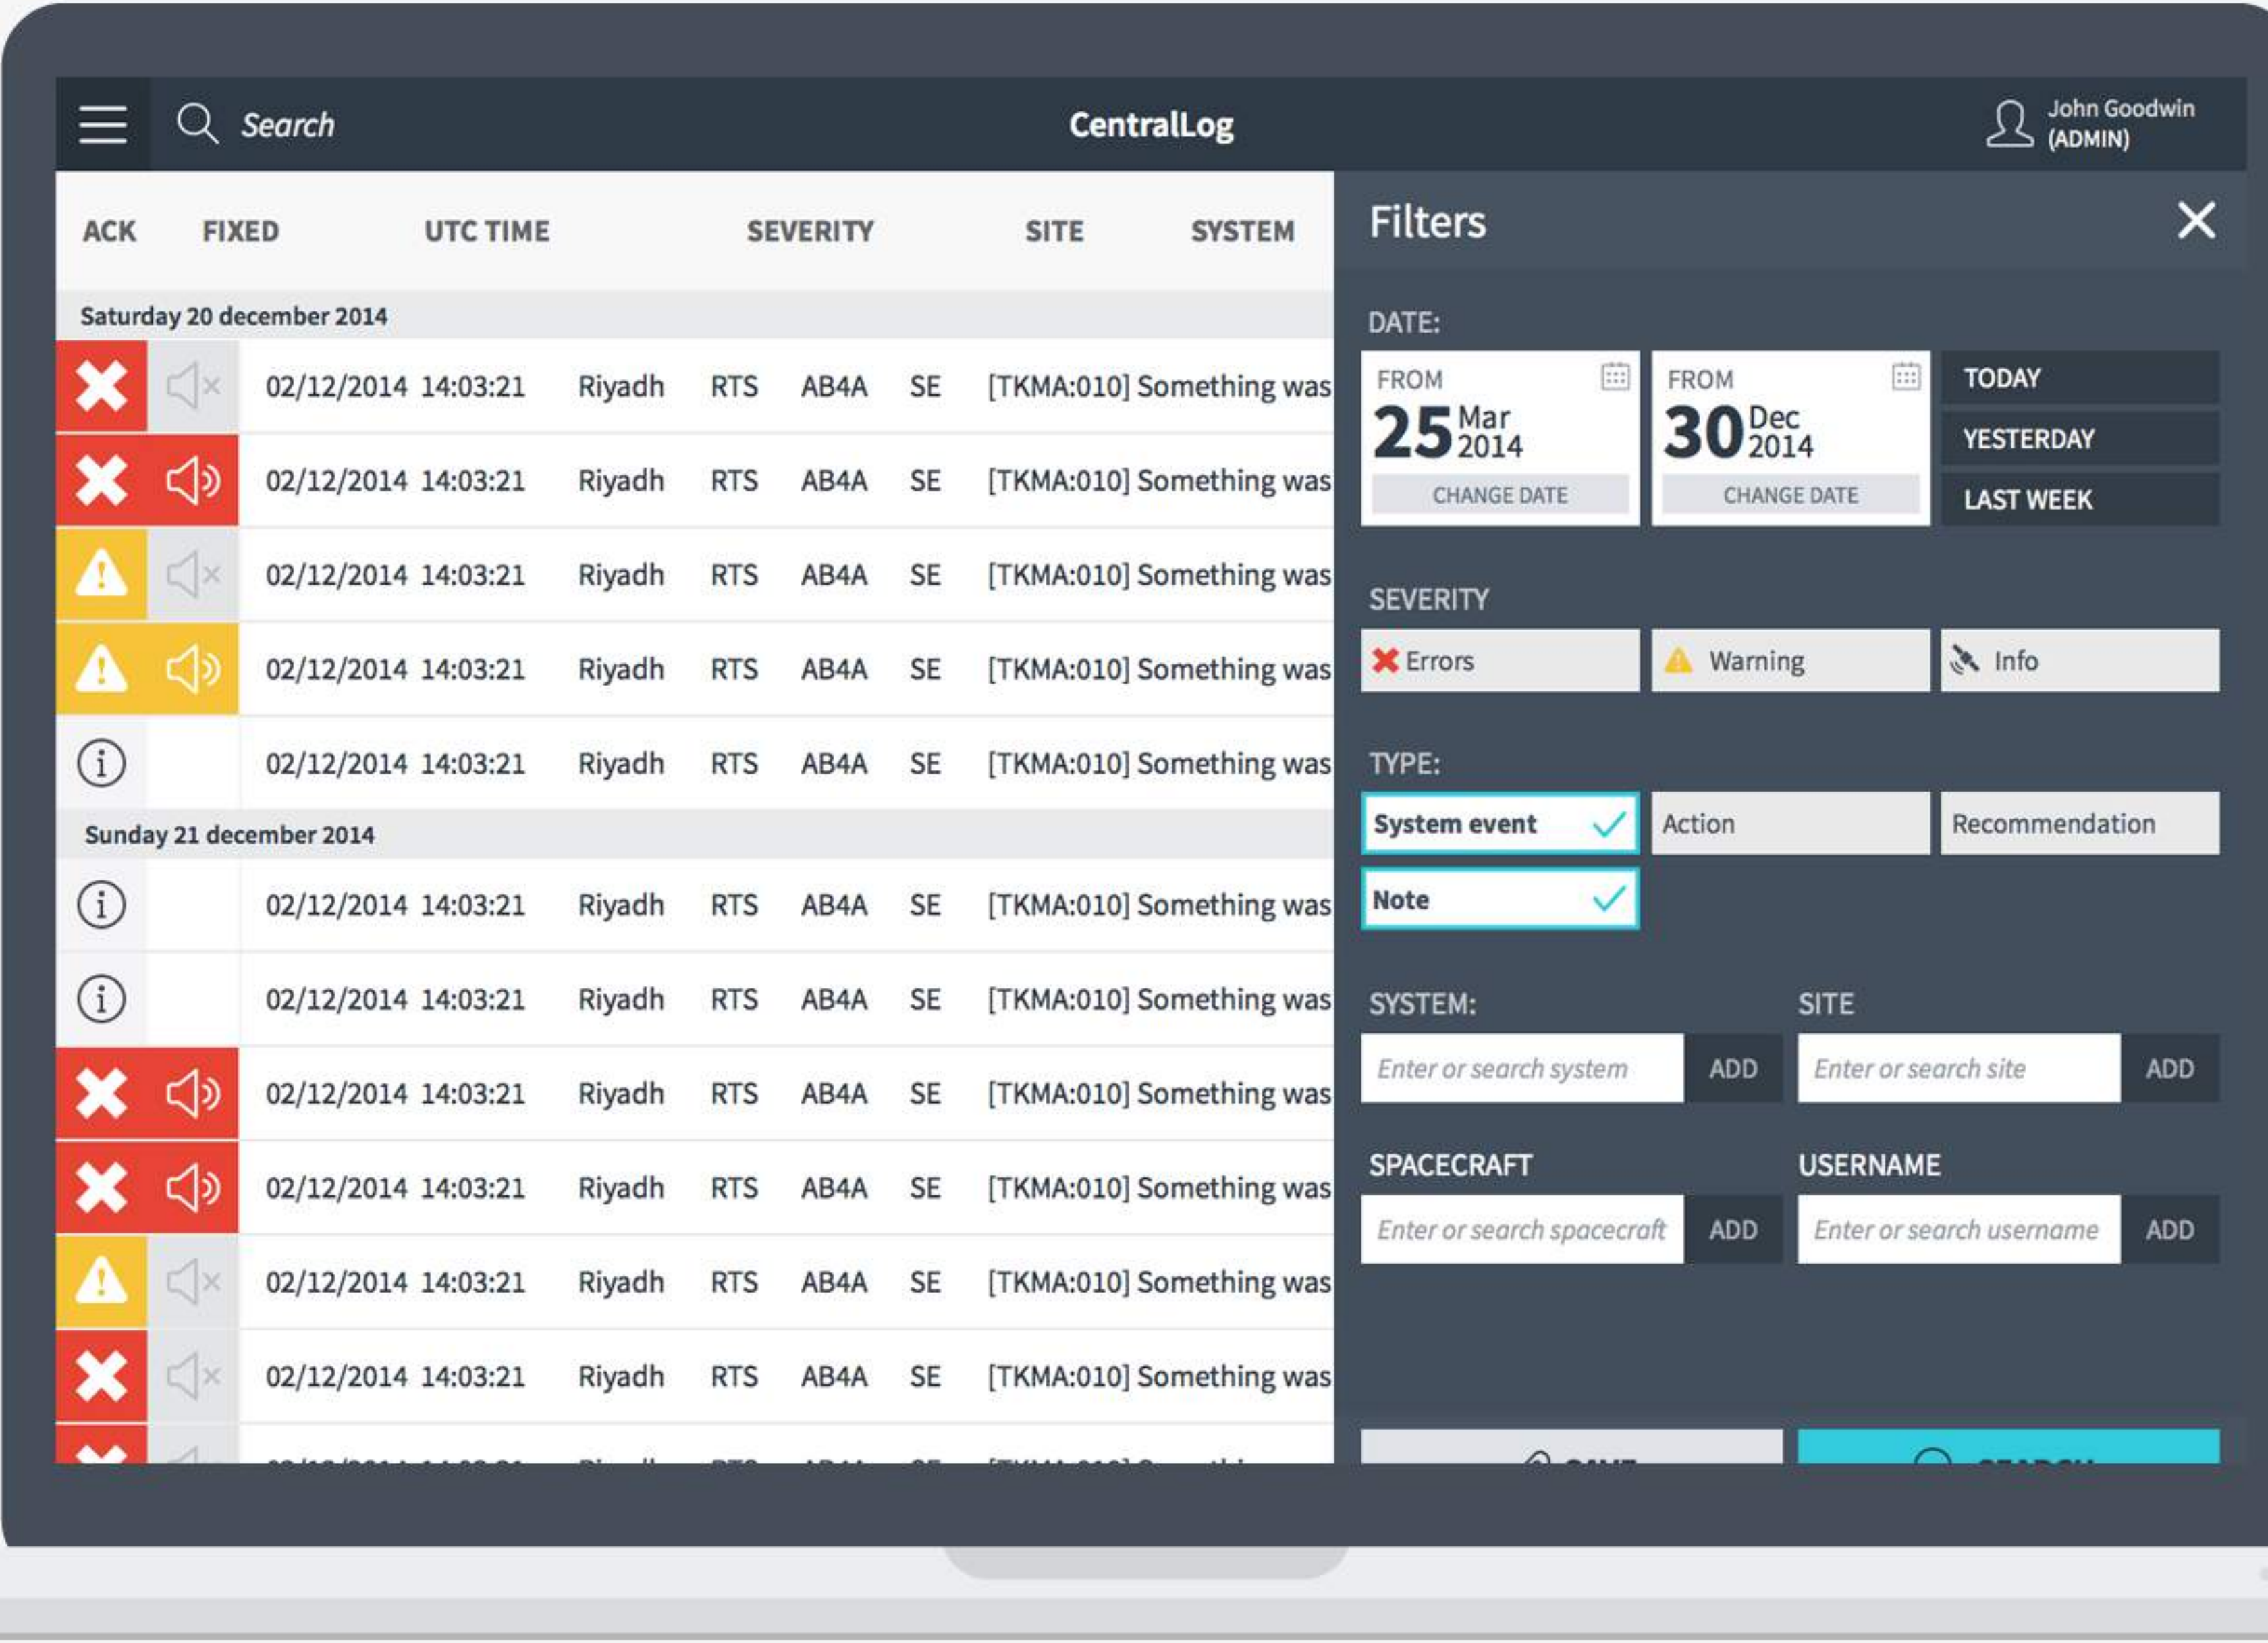 Search
CentralLog
John Goodwin
(ADMIN)
ACK FIXED UTC TIME SEVERITY SITE SYSTEM
Saturday 20 december 2014
02/12/2014 14:03:21 Riyadh RTS AB4A SE [TKMA:010] Something was
02/12/2014 14:03:21 Riyadh RTS AB4A SE [TKMA:010] Something was
02/12/2014 14:03:21 Riyadh RTS AB4A SE [TKMA:010] Something was
02/12/2014 14:03:21 Riyadh RTS AB4A SE [TKMA:010] Something was
02/12/2014 14:03:21 Riyadh RTS AB4A SE [TKMA:010] Something was
Sunday 21 december 2014
02/12/2014 14:03:21 Riyadh RTS AB4A SE [TKMA:010] Something was
02/12/2014 14:03:21 Riyadh RTS AB4A SE [TKMA:010] Something was
02/12/2014 14:03:21 Riyadh RTS AB4A SE [TKMA:010] Something was
02/12/2014 14:03:21 Riyadh RTS AB4A SE [TKMA:010] Something was
02/12/2014 14:03:21 Riyadh RTS AB4A SE [TKMA:010] Something was
02/12/2014 14:03:21 Riyadh RTS AB4A SE [TKMA:010] Something was
Filters
DATE:
FROM
25 Mar 2014
CHANGE DATE
FROM
30 Dec 2014
CHANGE DATE
TODAY
YESTERDAY
LAST WEEK
SEVERITY
Errors
Warning
Info
TYPE:
System event
Action
Recommendation
Note
SYSTEM:
Enter or search system ADD
SITE
Enter or search site ADD
SPACECRAFT
Enter or search spacecraft ADD
USERNAME
Enter or search username ADD
SAVE
SEARCH